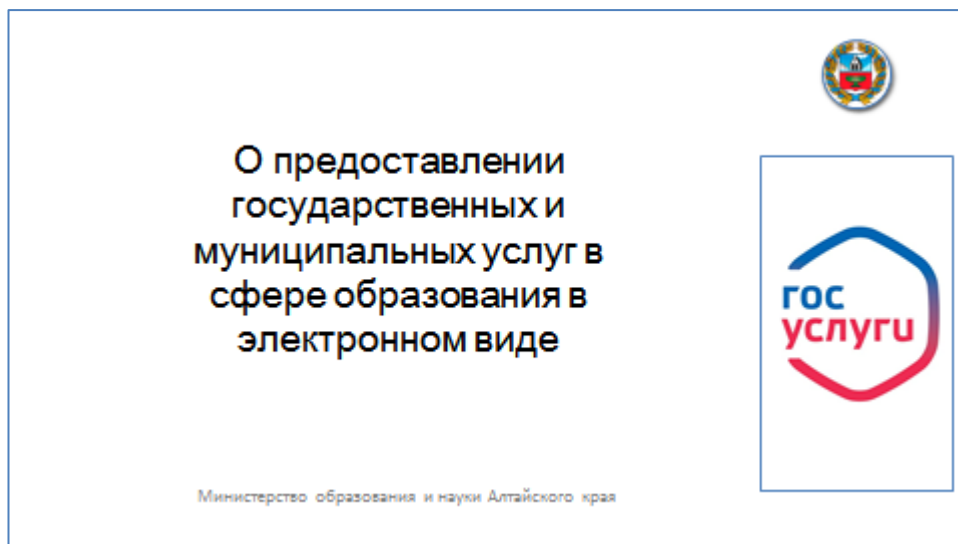 О предоставлении
государственных и
муниципальных услуг в
сфере образования в
электронном виде
гос
услуги
Министерство образования и науки Алтайского края